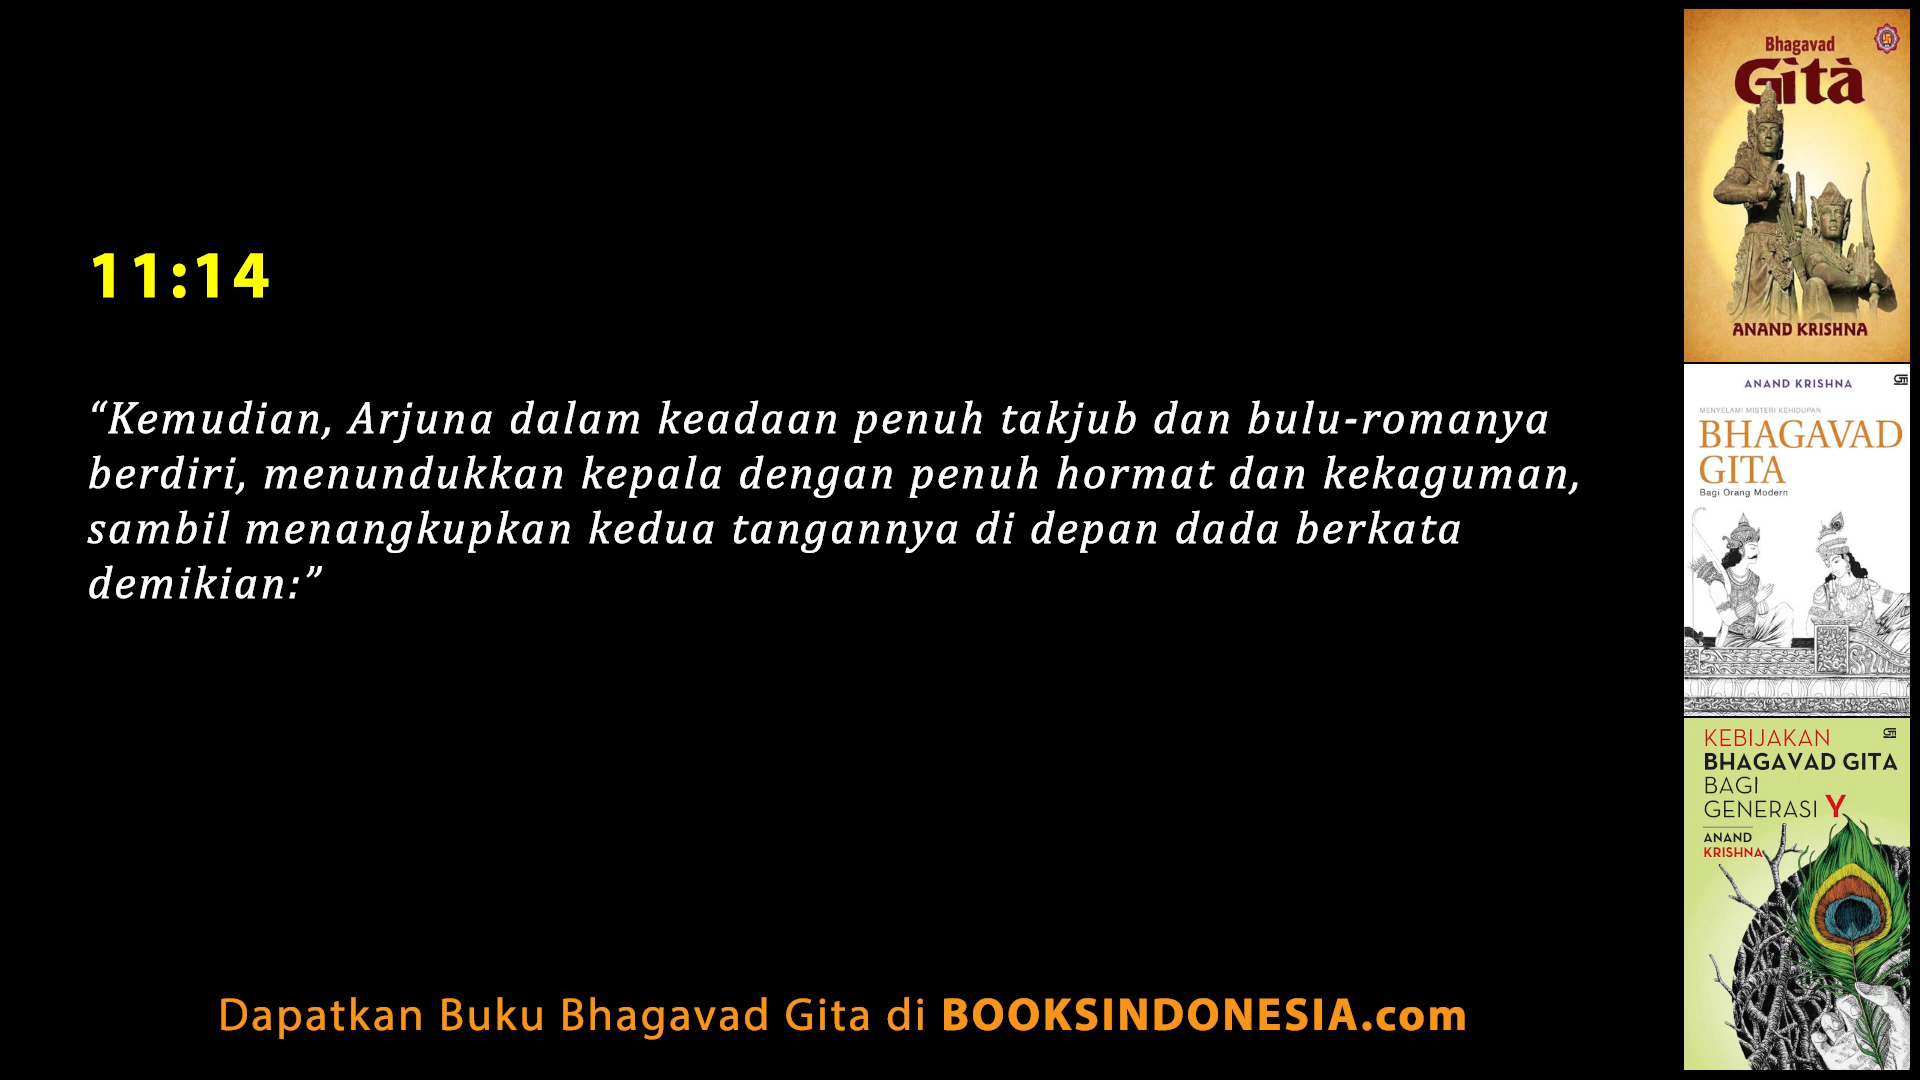 11:14
“Kemudian, Arjuna dalam keadaan penuh takjub dan bulu-romanya
berdiri, menundukkan kepala dengan penuh hormat dan kekaguman,
sambil menangkupkan kedua tangannya di depan dada berkata
demikian:”
Dapatkan Buku Bhagavad Gita di BOOKSINDONESIA.com
Bhagavad
Gità
ANAND KRISHNA
ANAND KRISHNA
MENYELAMI MISTERI KEHIDUPAN
BHAGAVAD
GITA
Bagi Orang Modern
KEBIJAKAN
BHAGAVAD GITA
BAGI
GENERASI Y
ANAND
KRISHNA